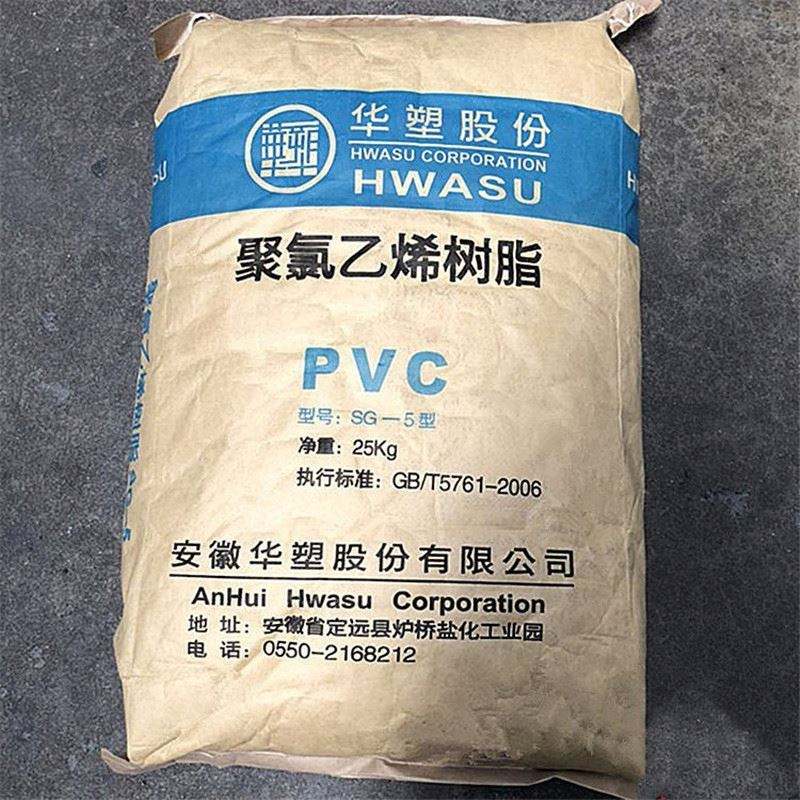 华塑股份
HWASU CORPORATION
HWASU
聚氯乙烯树脂
PVC
型号：SG－5型
净重：25Kg
执行标准：GB/T5761-2006
安徽华塑股份有限公司
AnHui Hwasu Corporation
地 址：安徽省定远县炉桥盐化工业园
电 话：0550-2168212